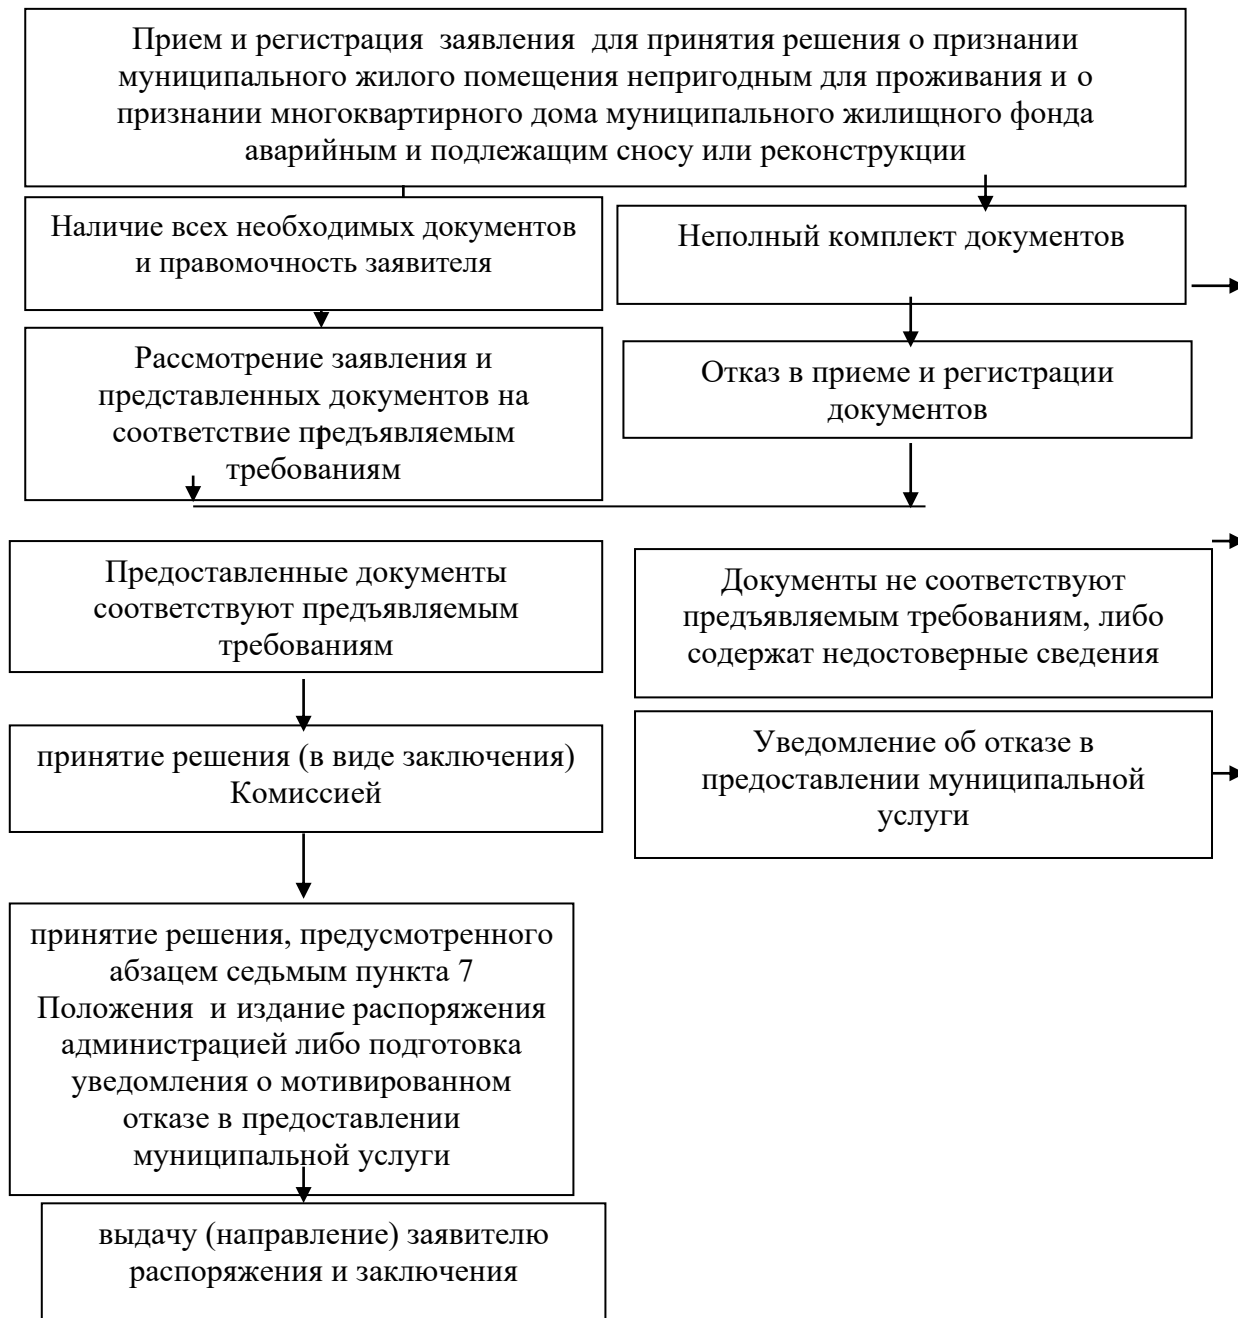 Прием и регистрация  заявления  для принятия решения о признании
муниципального жилого помещения непригодным для проживания и о
признании многоквартирного дома муниципального жилищного фонда
аварийным и подлежащим сносу или реконструкции
Наличие всех необходимых документов
и правомочность заявителя
Неполный комплект документов
Рассмотрение заявления и
представленных документов на
соответствие предъявляемым
требованиям
Отказ в приеме и регистрации
документов
Предоставленные документы
соответствуют предъявляемым
требованиям
Документы не соответствуют
предъявляемым требованиям, либо
содержат недостоверные сведения
принятие решения (в виде заключения)
Комиссией
Уведомление об отказе в
предоставлении муниципальной
услуги
принятие решения, предусмотренного
абзацем седьмым пункта 7
Положения  и издание распоряжения
администрацией либо подготовка
уведомления о мотивированном
отказе в предоставлении
муниципальной услуги
выдачу (направление) заявителю
распоряжения и заключения